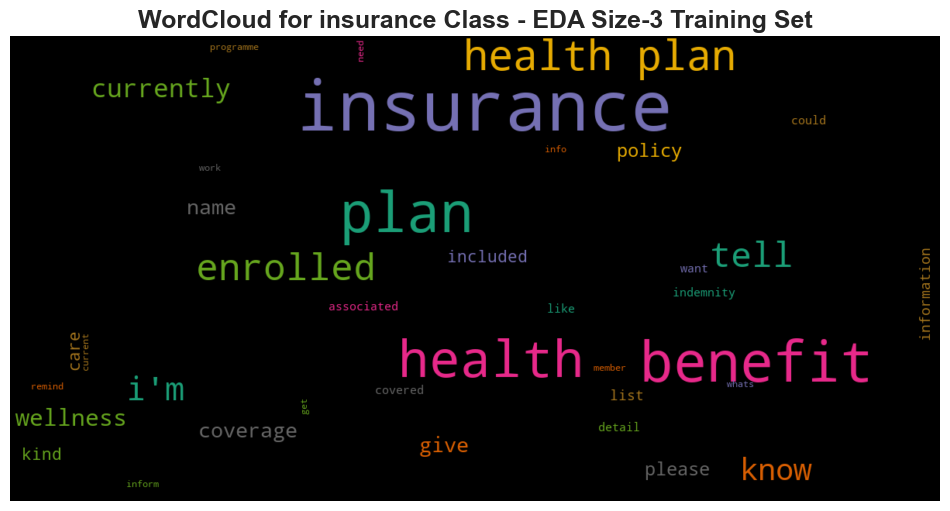 WordCloud for insurance Class - EDA Size-3 Training Set
programme
need
health plan
currently
insurance
could
info
policy
work
name
plan
tell
included
enrolled
want
information
indemnity
associated
like
care
current
health
benefit
member
remind
i'm
covered
whats
list
get
wellness
coverage
detail
give
kind
please
know
inform